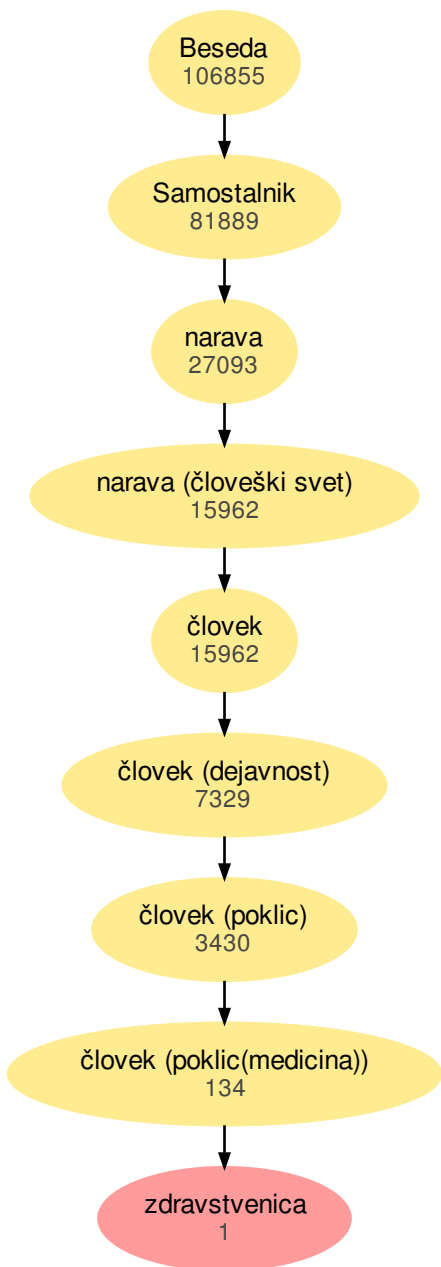 Beseda
106855
Samostalnik
81889
narava
27093
narava (človeški svet)
15962
človek
15962
človek (dejavnost)
7329
človek (poklic)
3430
človek (poklic(medicina))
134
zdravstvenica
1